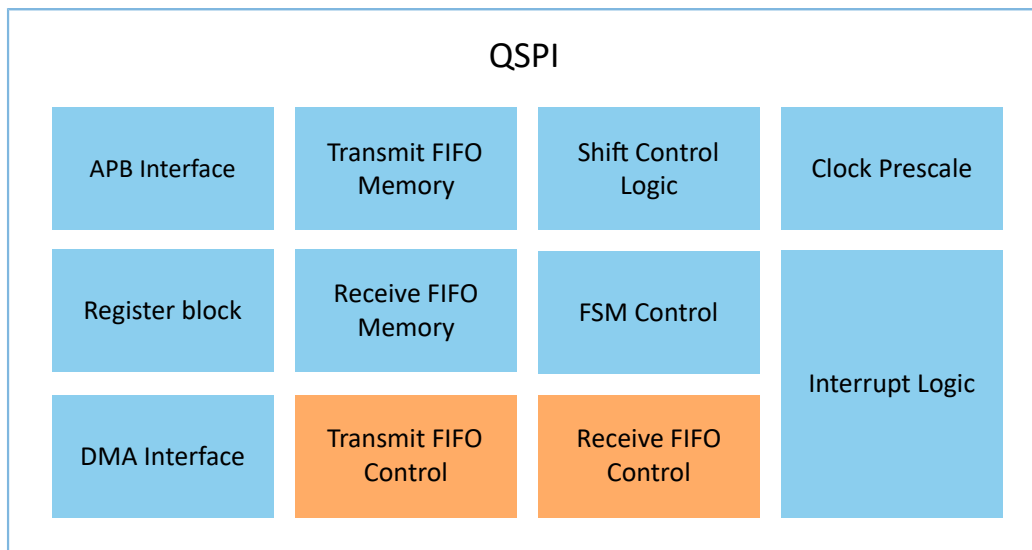 QSPI
APB Interface
Transmit FIFO
Memory
Shift Control
Logic
Clock Prescale
Register block
Receive FIFO
Memory
FSM Control
Interrupt Logic
DMA Interface
Transmit FIFO
Control
Receive FIFO
Control